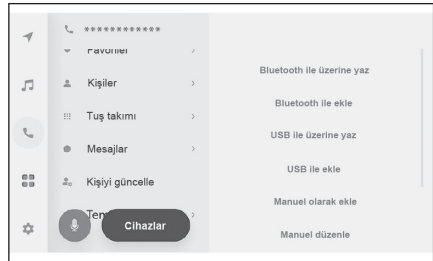 ************
Favoriler
Kişiler
Tuş takımı
Mesajlar
Kişiyi güncelle
Cihazlar
Bluetooth ile üzerine yaz
Bluetooth ile ekle
USB ile üzerine yaz
USB ile ekle
Manuel olarak ekle
Manuel düzenle